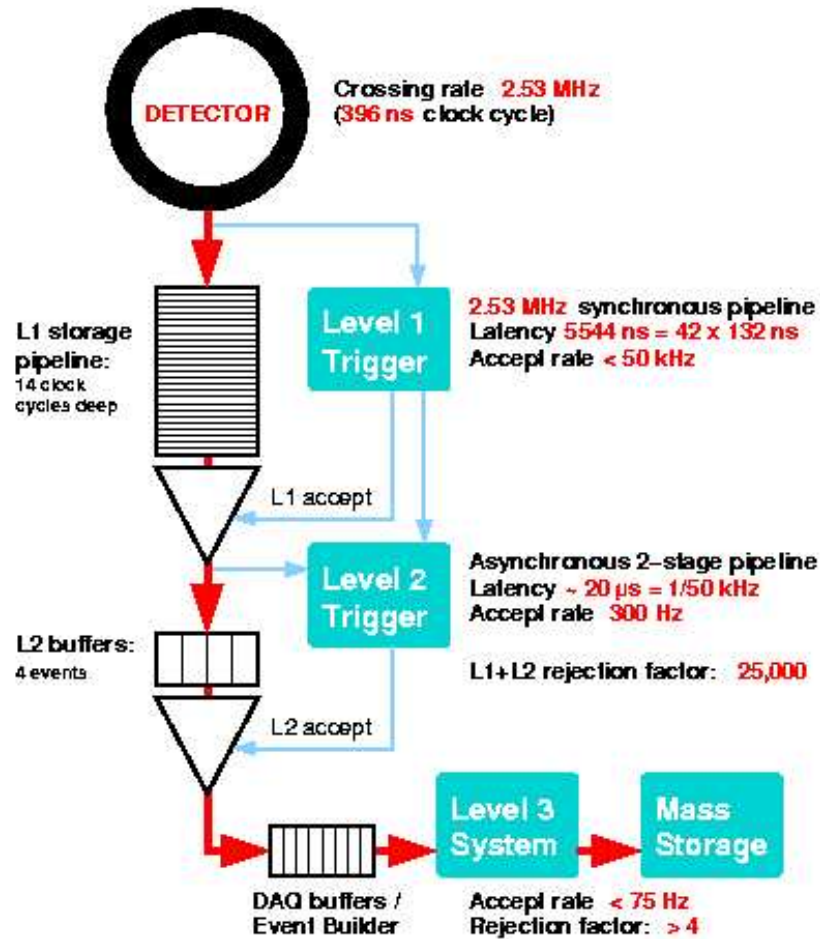 DETECTOR
Crossing rate 2.53 MHz
(396 ns clock cycle)
L1 storage
pipeline:
14 clock
cycles deep
Level 1
Trigger
2.53 MHz synchronous pipeline
Latency 5544 ns = 42 x 132 ns
Accept rate < 50 kHz
L1 accept
Level 2
Trigger
Asynchronous 2-stage pipeline
Latency ~ 20 µs = 1/50 kHz
Accept rate 300 Hz
L1+L2 rejection factor: 25,000
L2 buffers:
4 events
L2 accept
DAQ buffers /
Event Builder
Level 3
System
Accept rate < 75 Hz
Rejection factor: > 4
Mass
Storage